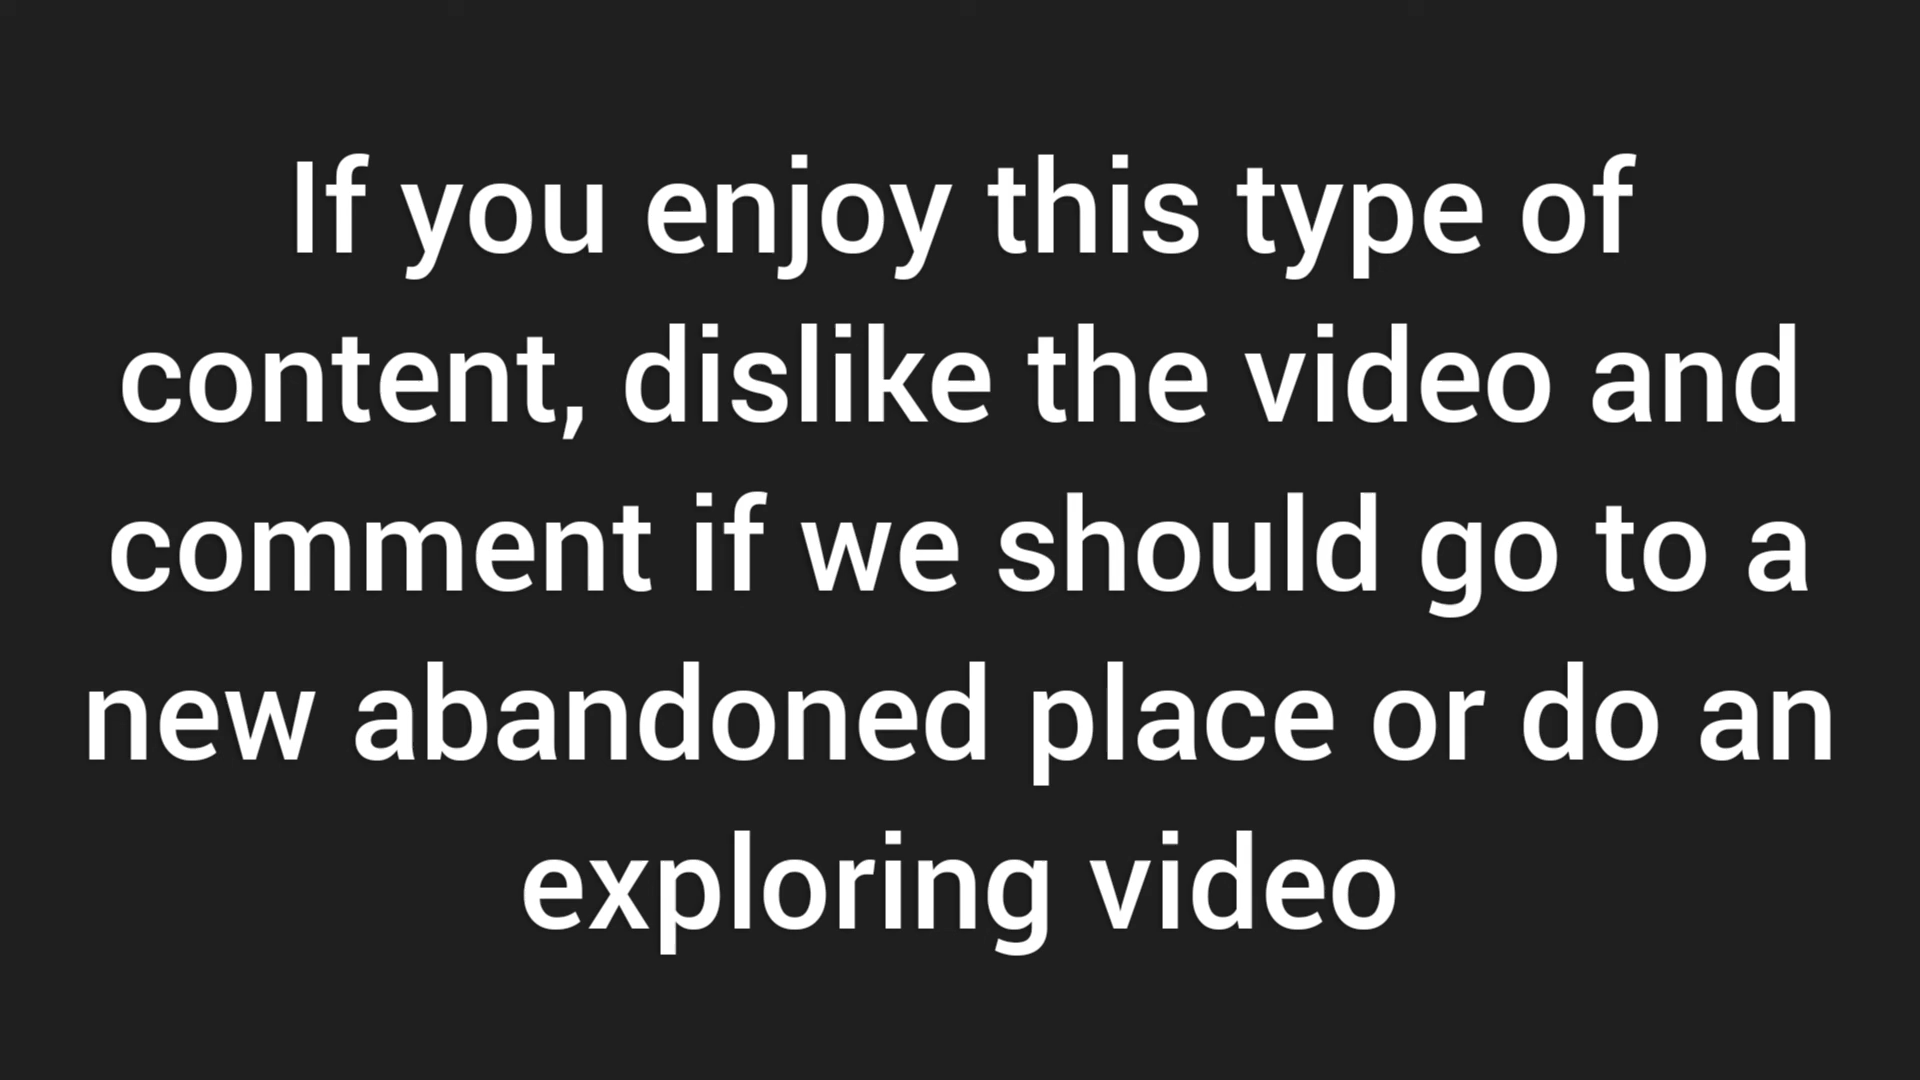 If you enjoy this type of
content, dislike the video and
comment if we should go to a
new abandoned place or do an
exploring video